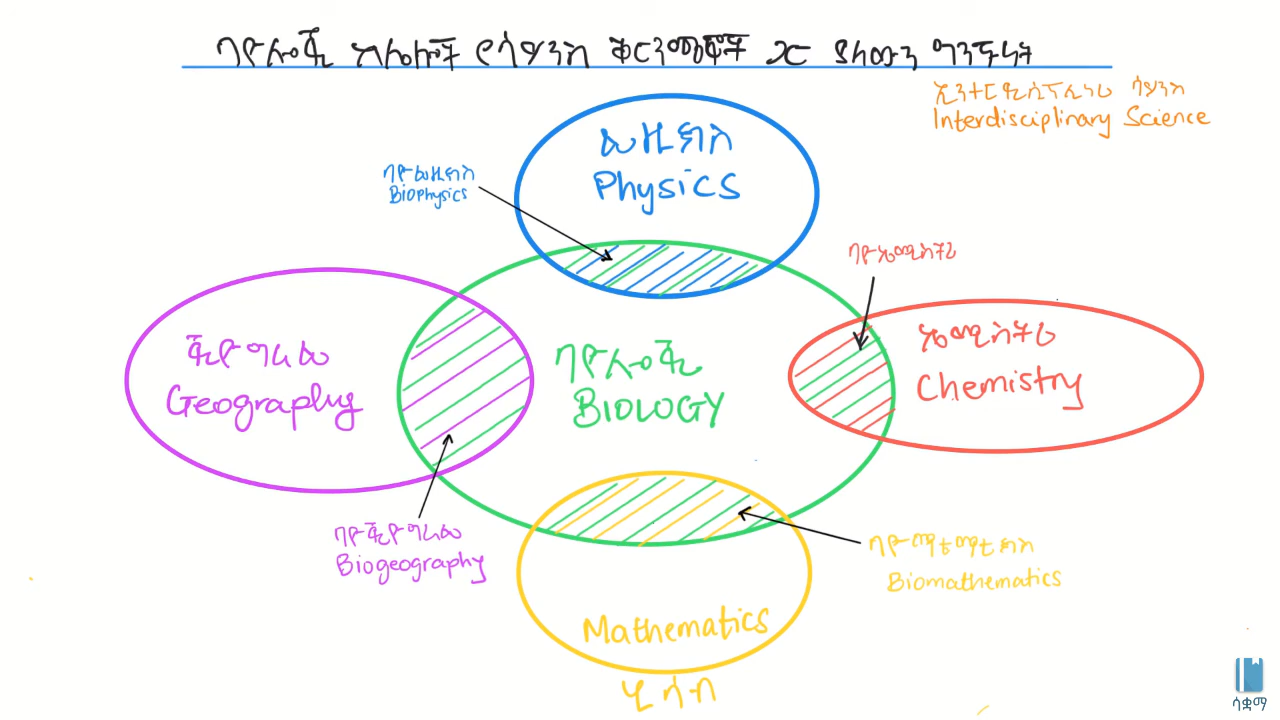 ባዮሎጂ ከሌሎች የሳይንስ ቅርንጫፎች ጋር ያለውን ግንኙነት
ኢንተርዲሲፕሊነሪ ሳይንስ
Interdisciplinary Science
ፊዚክስ
Physics
ባዮፊዚክስ
Biophysics
ባዮኬሚስትሪ
ኬሚስትሪ
Chemistry
ጂዮግራፊ
Geography
ባዮሎጂ
BIOLOGY
ባዮጂዮግራፊ
Biogeography
ባዮማቲማቲክስ
Biomathematics
Mathematics
ሂሳብ
ሳቋማ